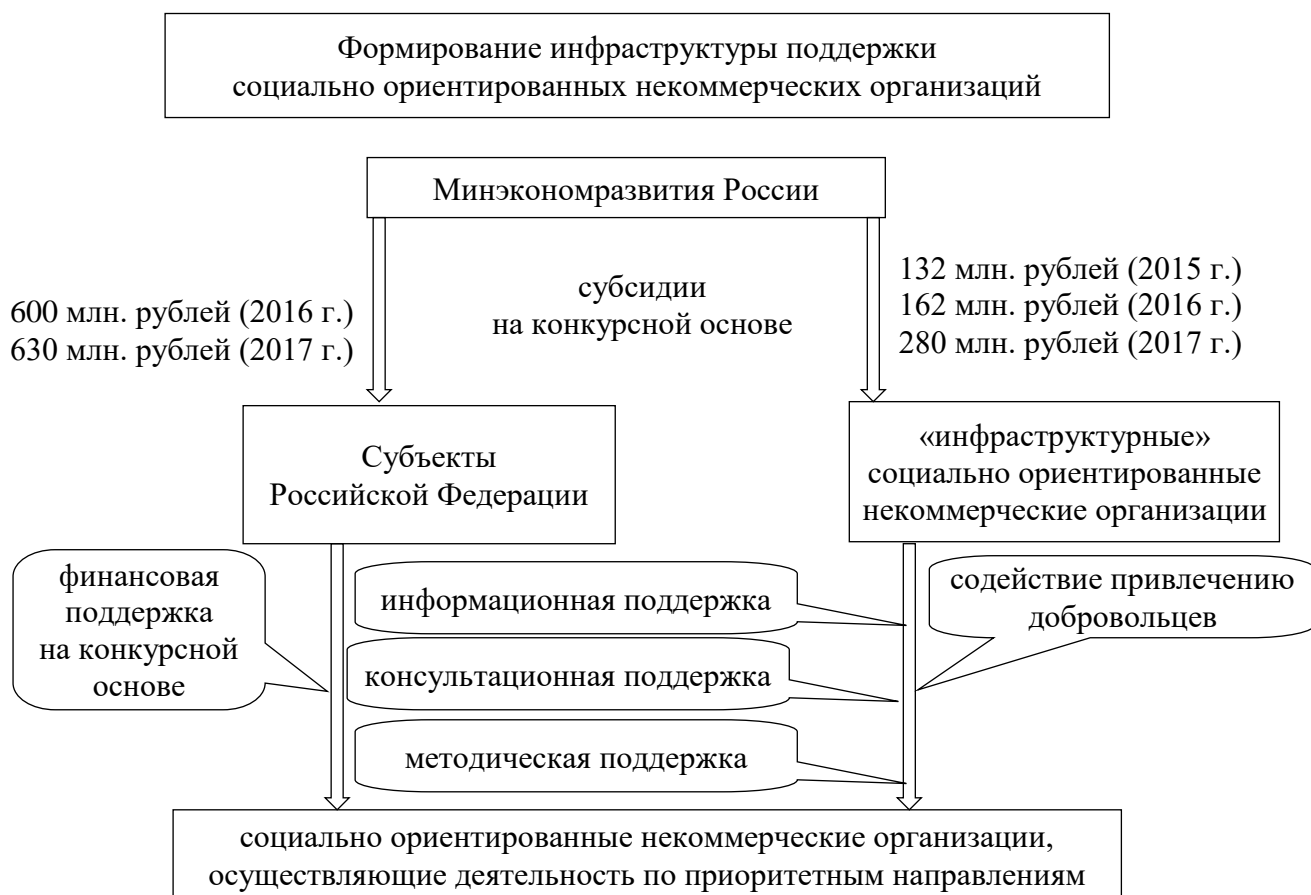 Формирование инфраструктуры поддержки
социально ориентированных некоммерческих организаций
Минэкономразвития России
субсидии
на конкурсной основе
600 млн. рублей (2016 г.)
630 млн. рублей (2017 г.)
132 млн. рублей (2015 г.)
162 млн. рублей (2016 г.)
280 млн. рублей (2017 г.)
Субъекты
Российской Федерации
«инфраструктурные»
социально ориентированные
некоммерческие организации
финансовая
поддержка
на конкурсной
основе
информационная поддержка
консультационная поддержка
методическая поддержка
содействие привлечению
добровольцев
социально ориентированные некоммерческие организации,
осуществляющие деятельность по приоритетным направлениям